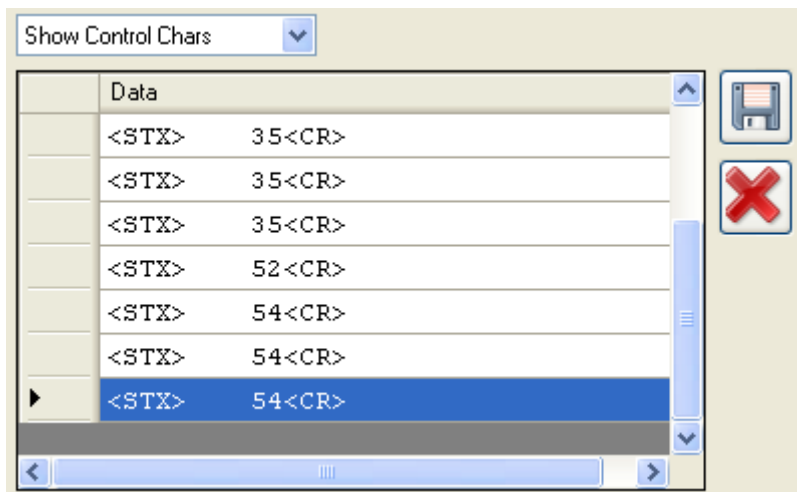 Show Control Chars
Data
<STX>     35<CR>
<STX>     35<CR>
<STX>     35<CR>
<STX>     52<CR>
<STX>     54<CR>
<STX>     54<CR>
<STX>     54<CR>